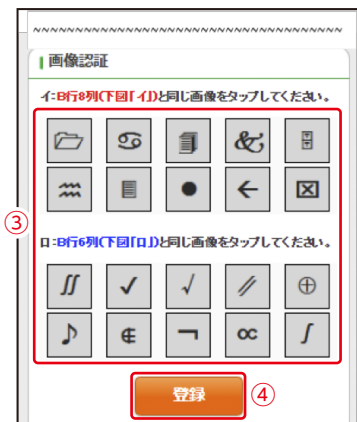 画像認証
イ:B行8列(下図「イ」)と同じ画像をタップしてください。
③
ロ:B行6列(下図「ロ」)と同じ画像をタップしてください。
登録 ④